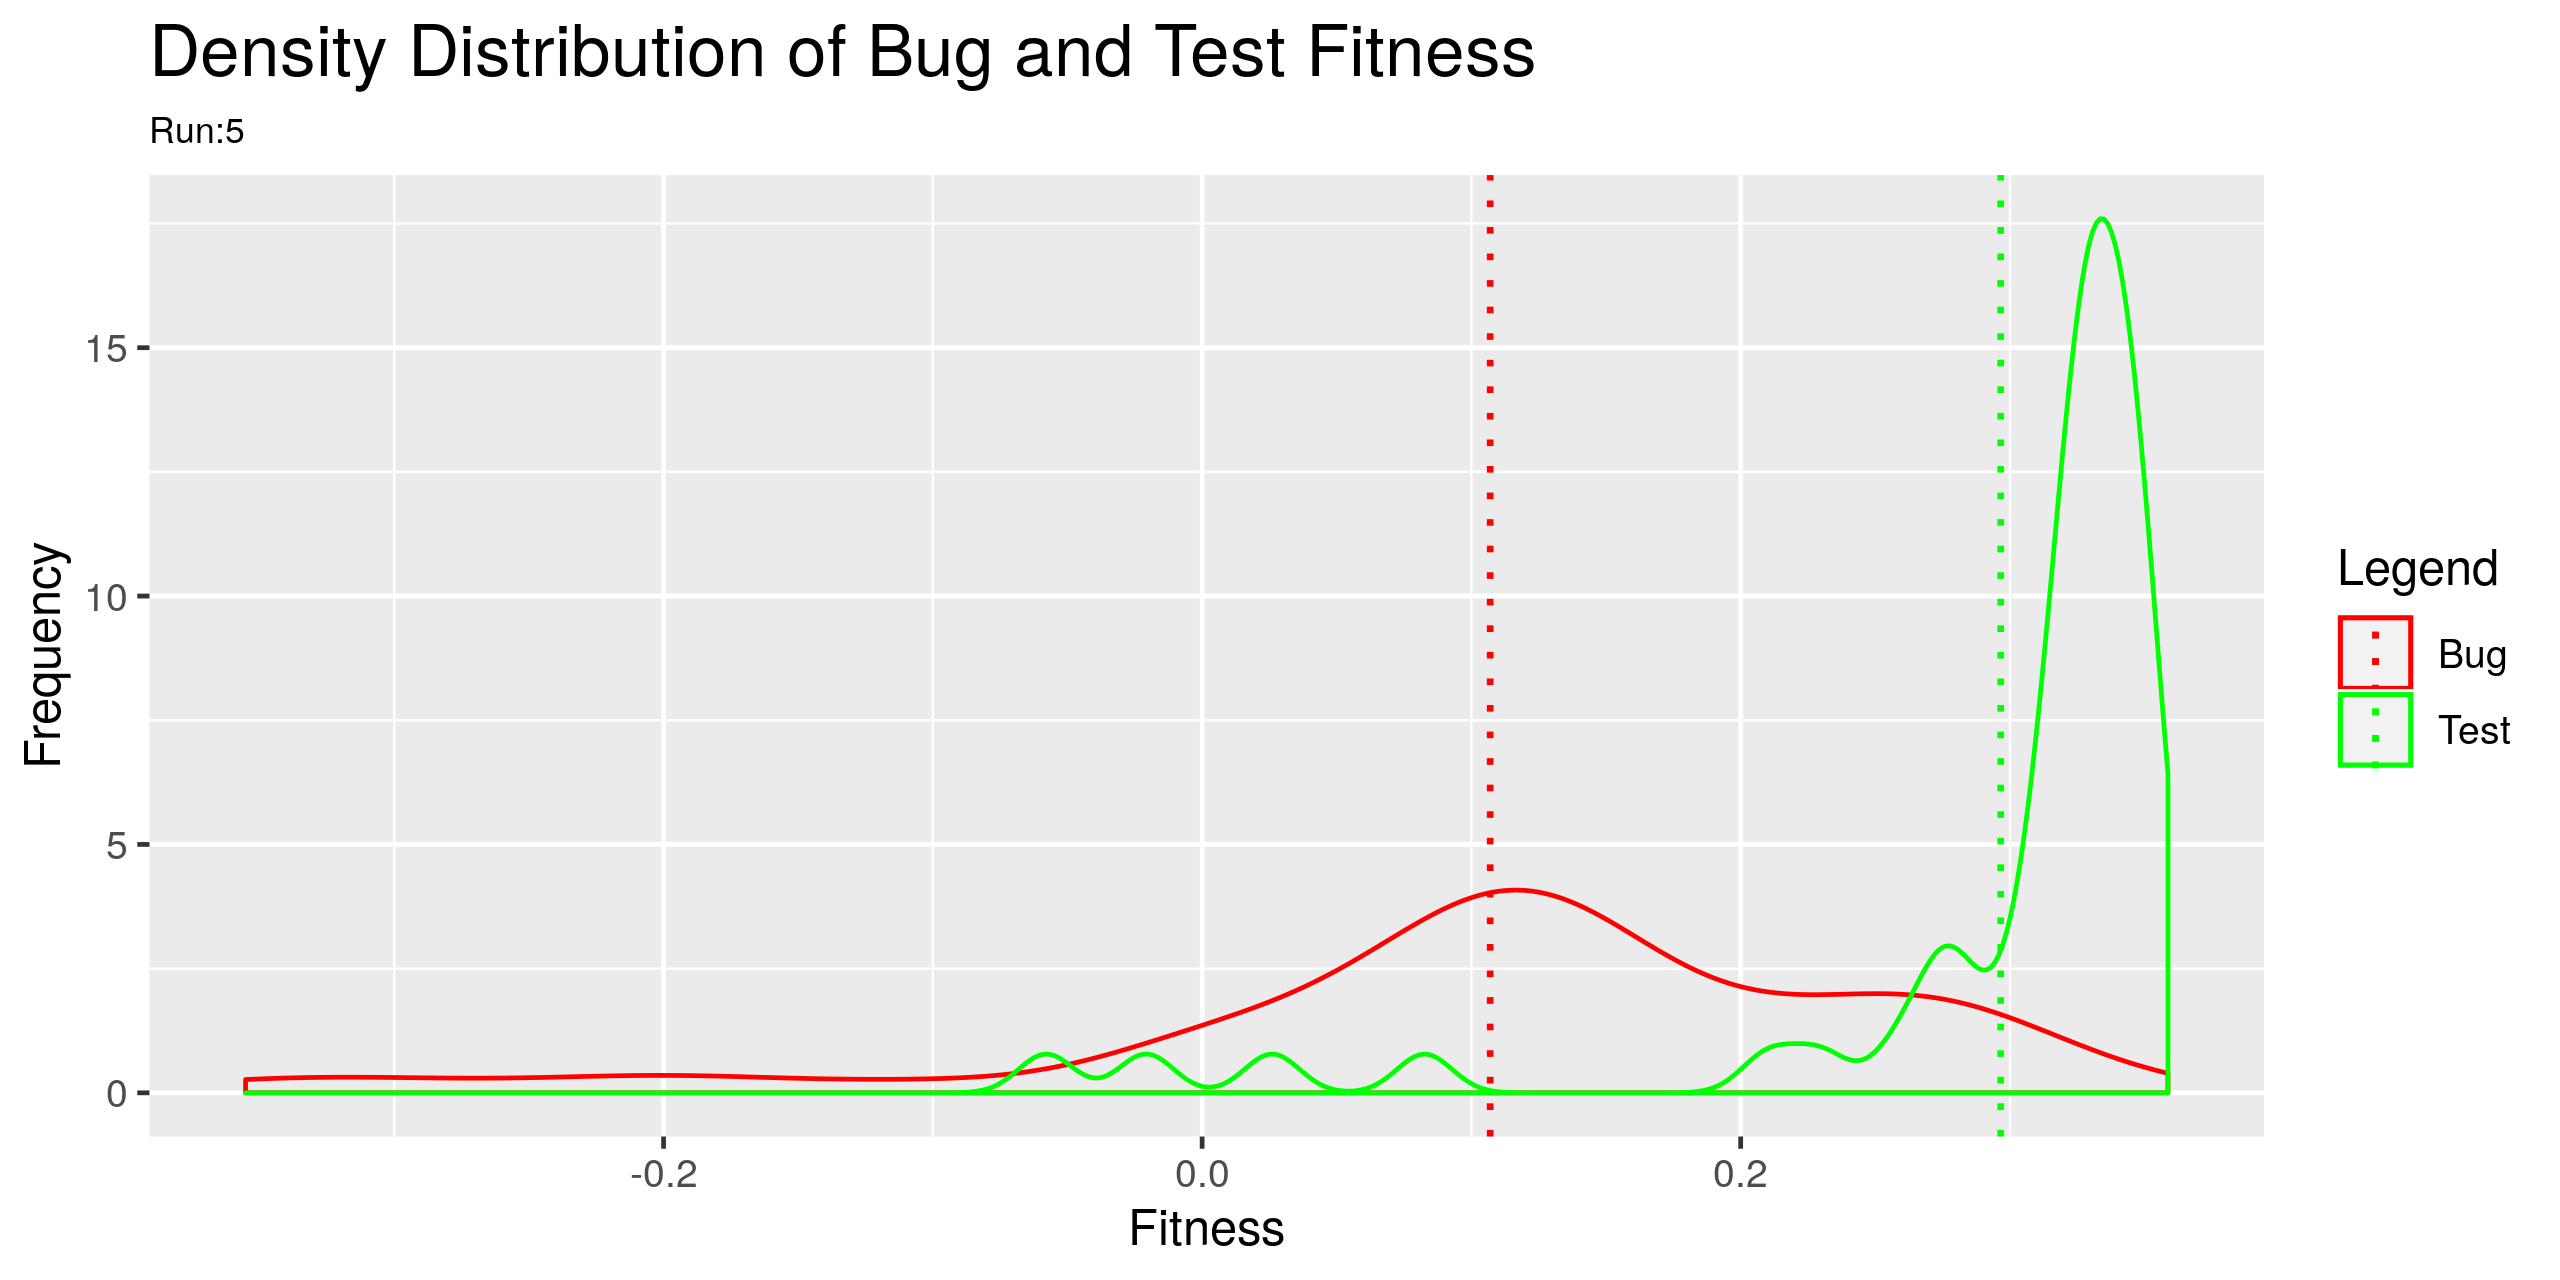 Density Distribution of Bug and Test Fitness
Run:5
Frequency
15
10
5
0
-0.2
0.0
0.2
Fitness
Legend
Bug
Test